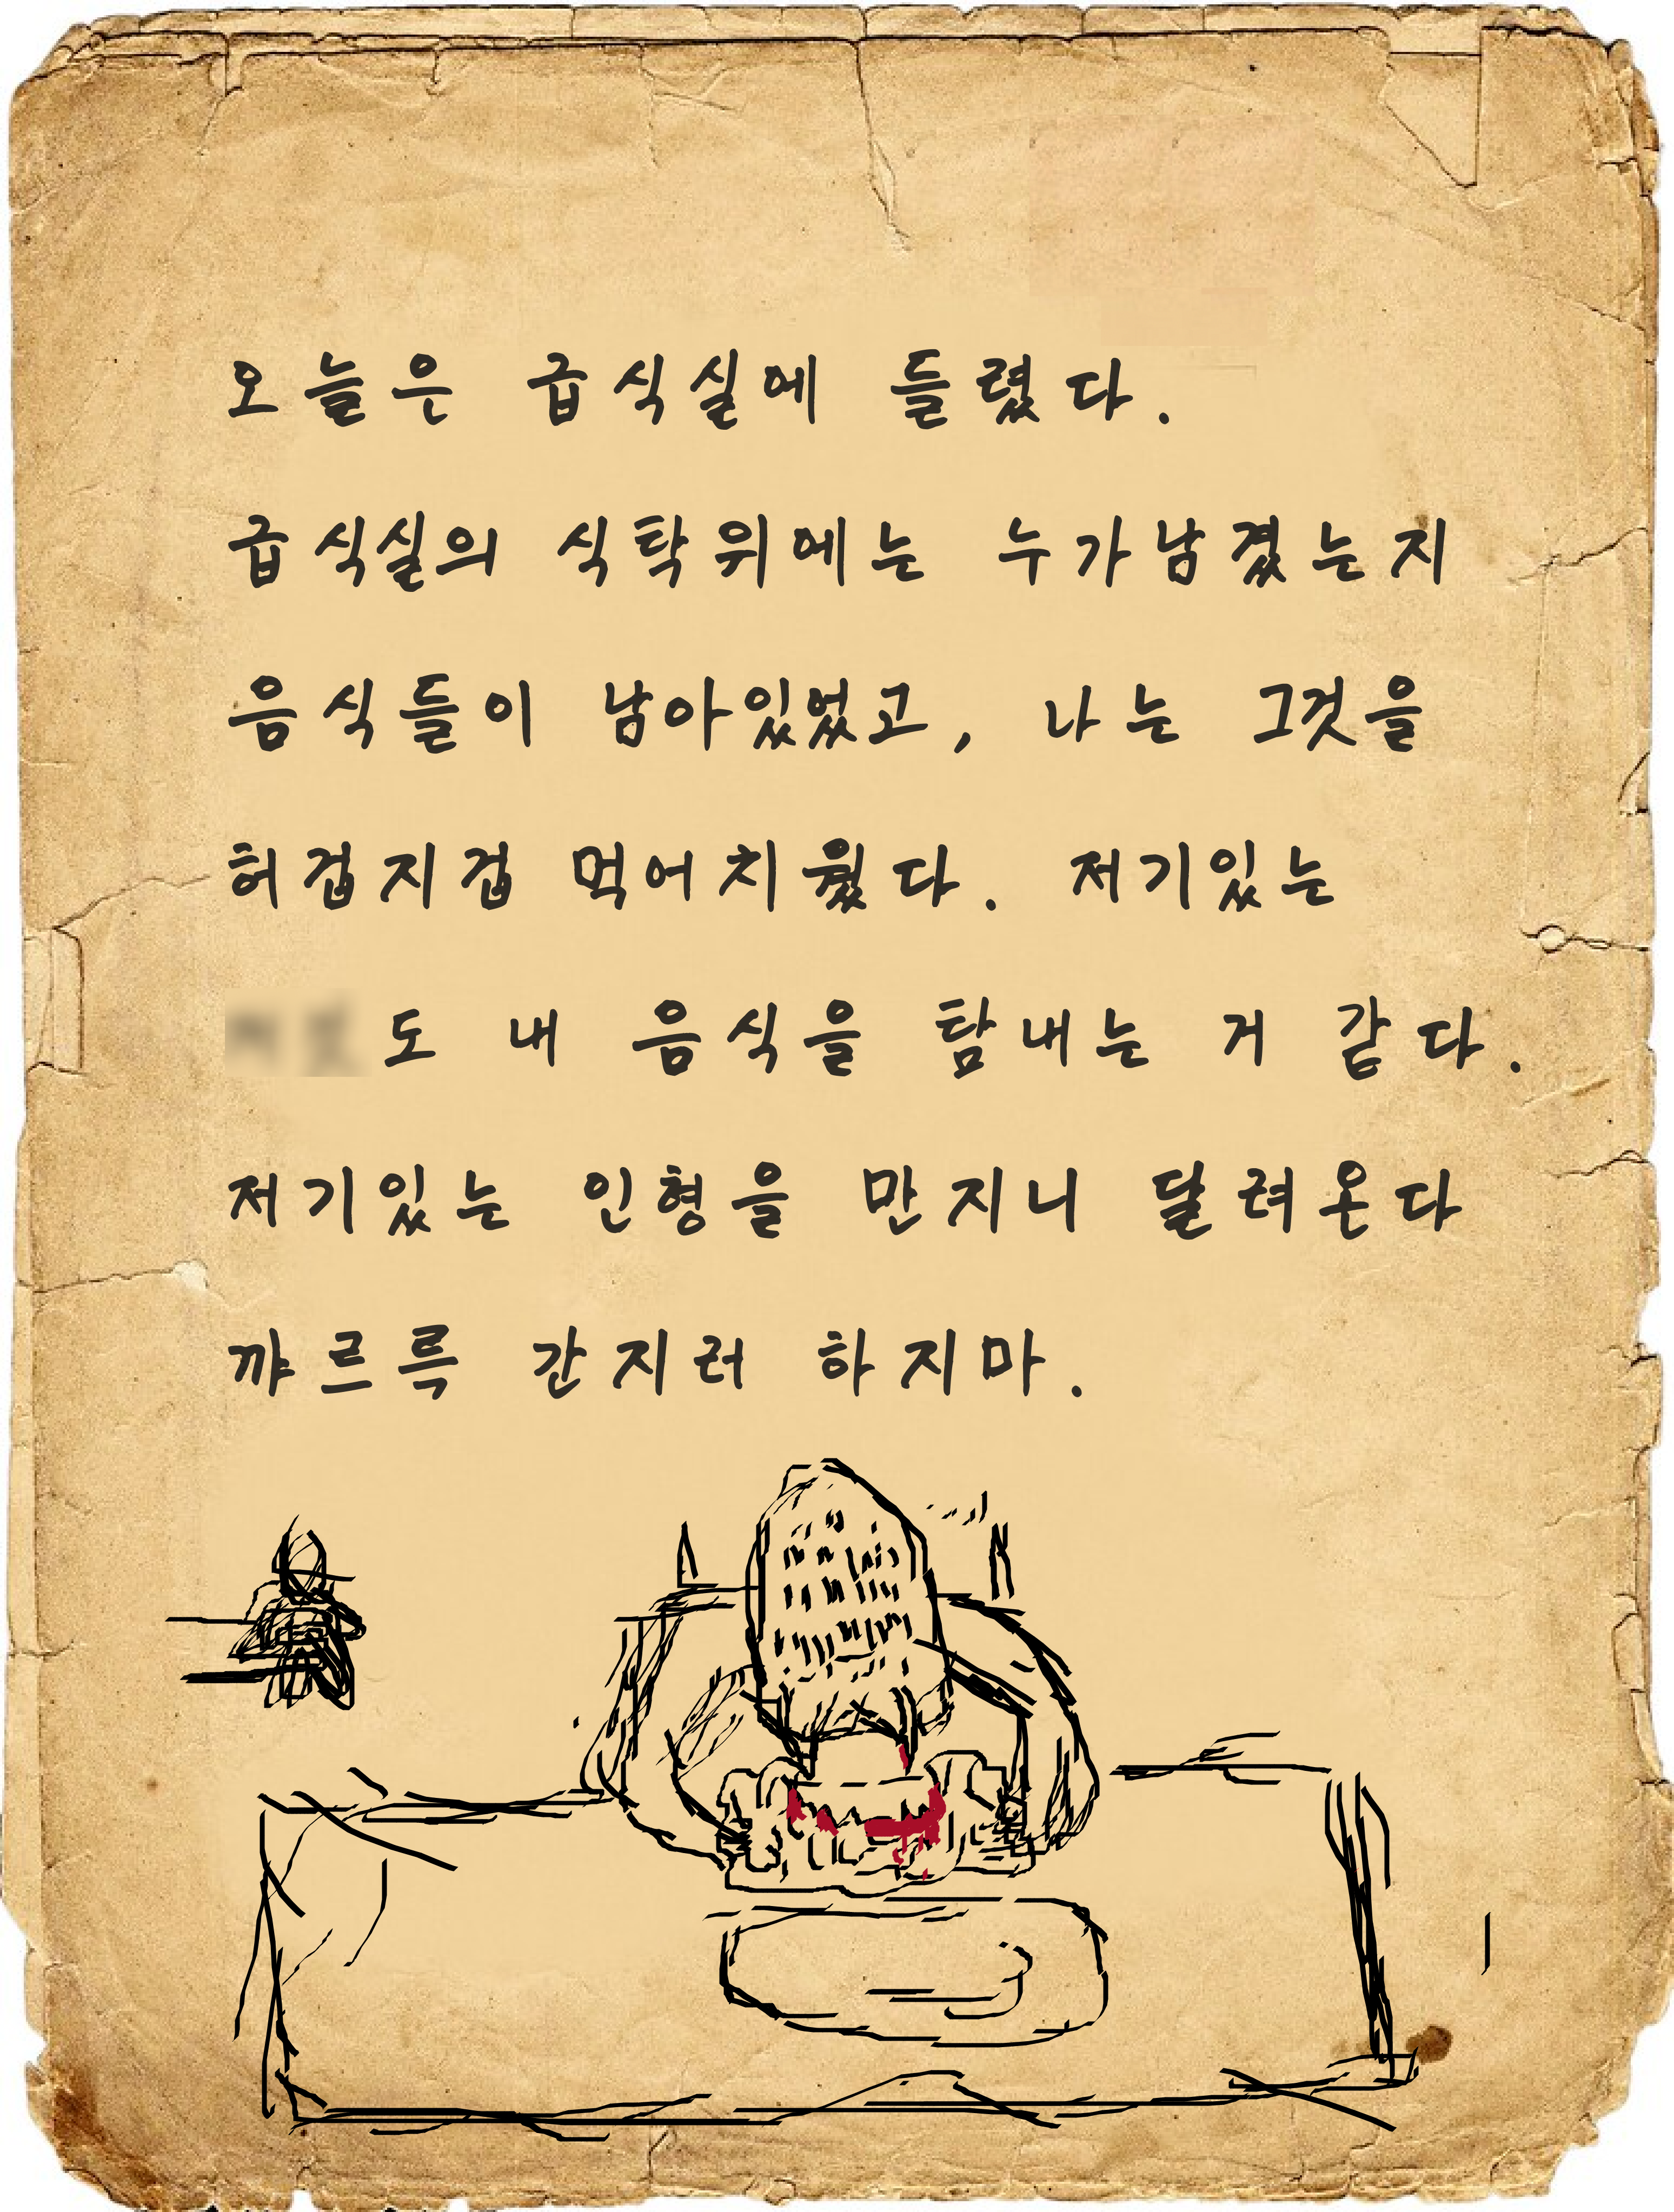 오늘은 급식실에 들렸다.
급식실의 식탁위에는 누가남겼는지
음식들이 남아있었고, 나는 그것을
허겁지겁 먹어치웠다. 저기있는
도 내 음식을 탐내는 거 같다.
저기있는 인형을 만지니 달려온다
꺄르륵 간지러 하지마.